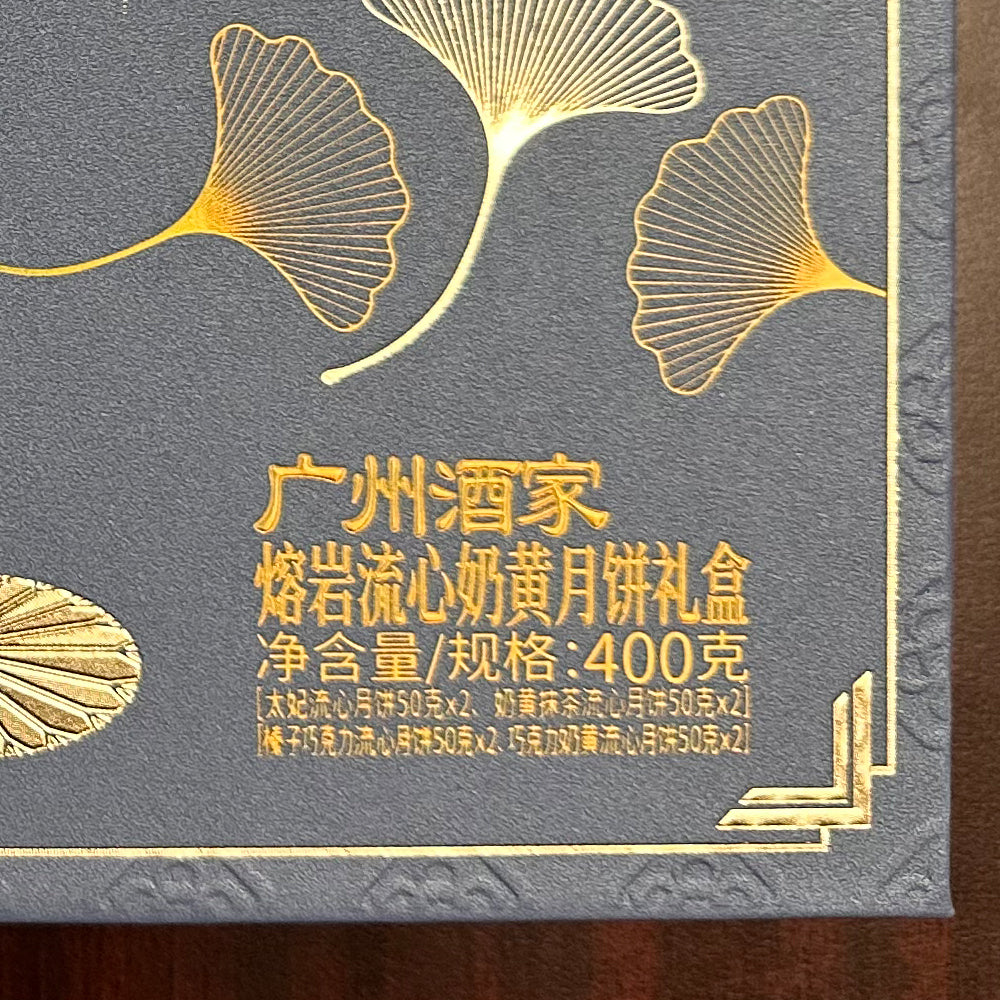 广州酒家
熔岩流心奶黄月饼礼盒
净含量/规格:400克
[太妃流心月饼50克x2、奶黄抹茶流心月饼50克x2]
[榛子巧克力流心月饼50克x2、巧克力奶黄流心月饼50克x2]